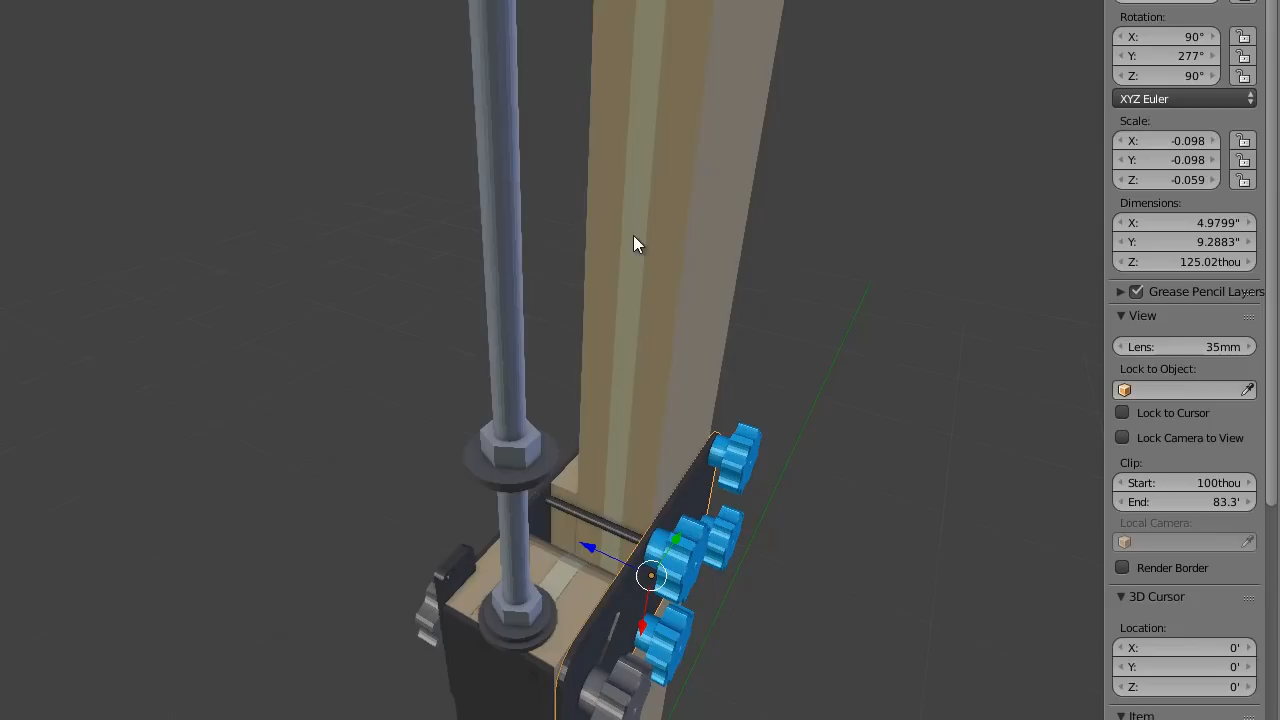 Rotation:
X: 90°
Y: 277°
Z: 90°
XYZ Euler
Scale:
X: -0.098
Y: -0.098
Z: -0.059
Dimensions:
X: 4.9799"
Y: 9.2883"
Z: 125.02thou
Grease Pencil Layers
View
Lens: 35mm
Lock to Object:
Lock to Cursor
Lock Camera to View
Clip:
Start: 100thou
End: 83.3'
Local Camera:
Render Border
3D Cursor
Location:
X: 0'
Y: 0'
Z: 0'
Item